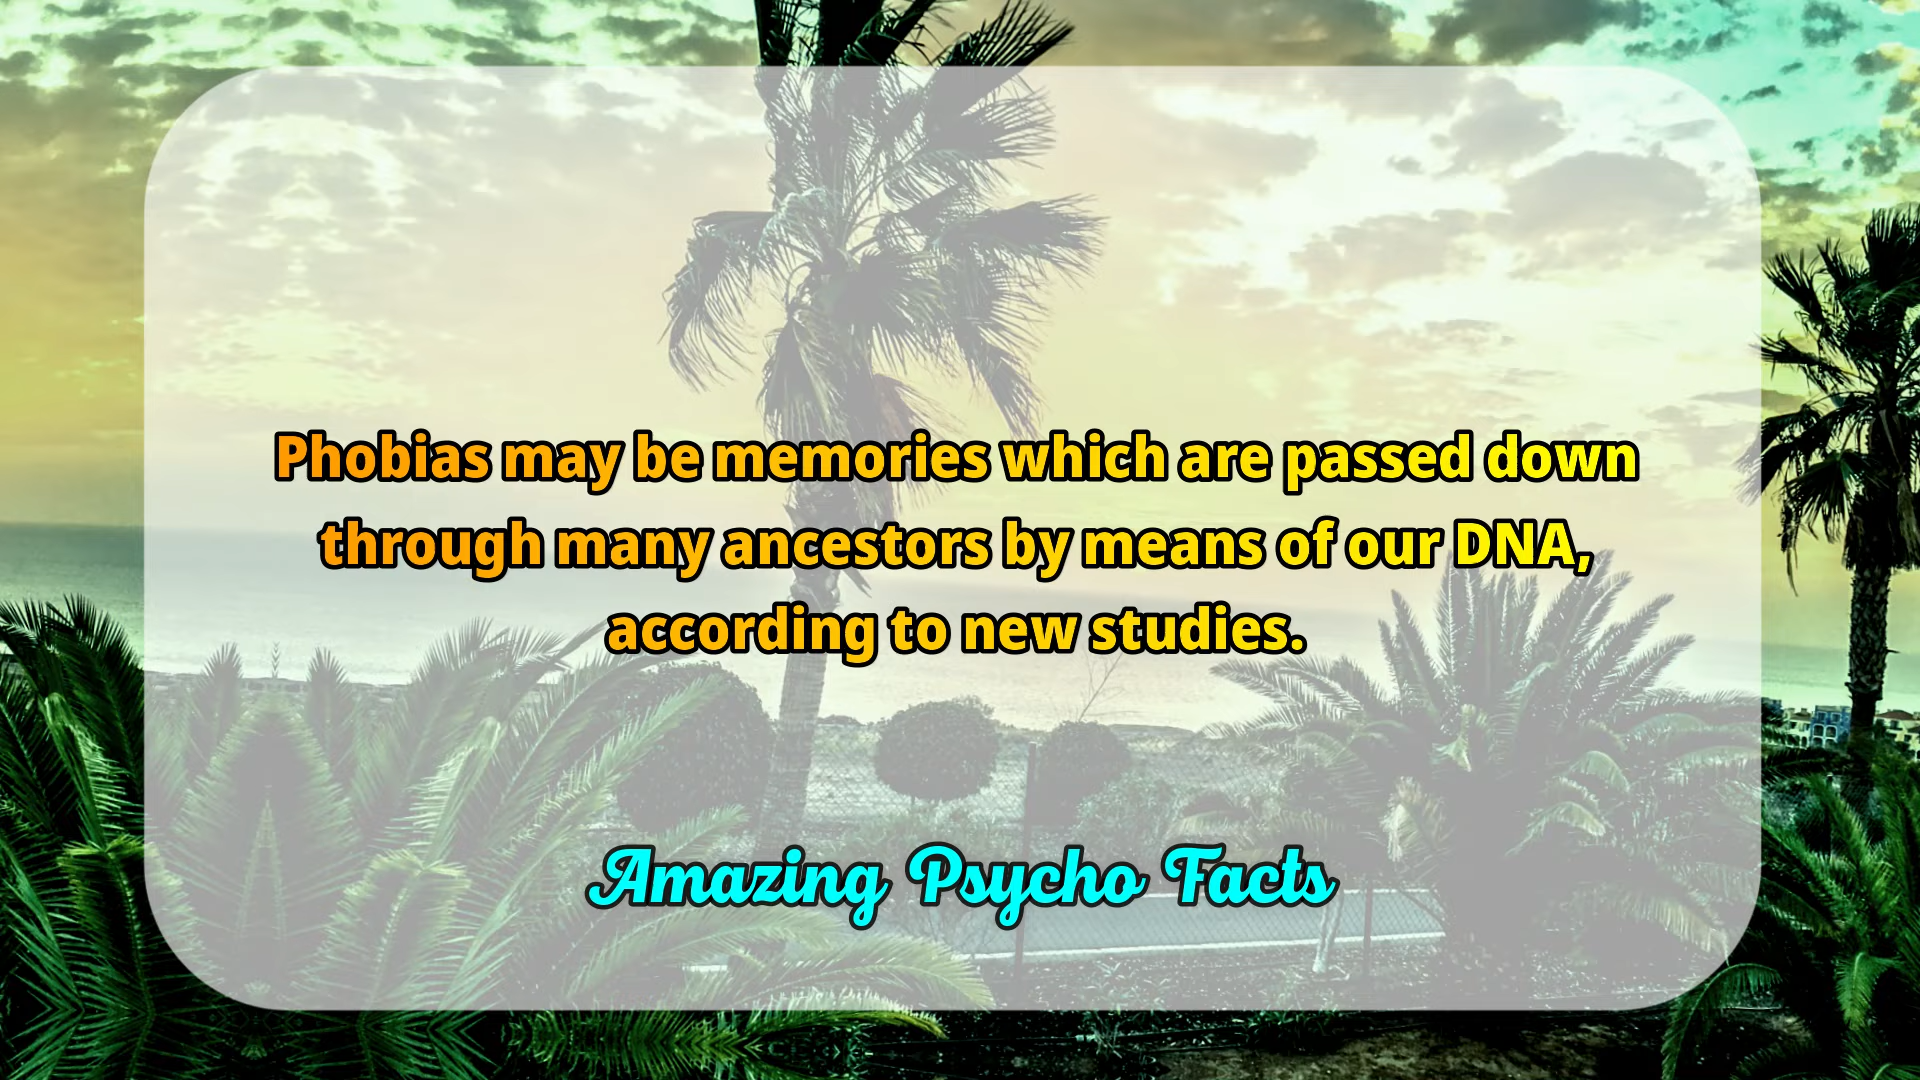 Phobias may be memories which are passed down
through many ancestors by means of our DNA,
according to new studies.
Amazing Psycho Facts